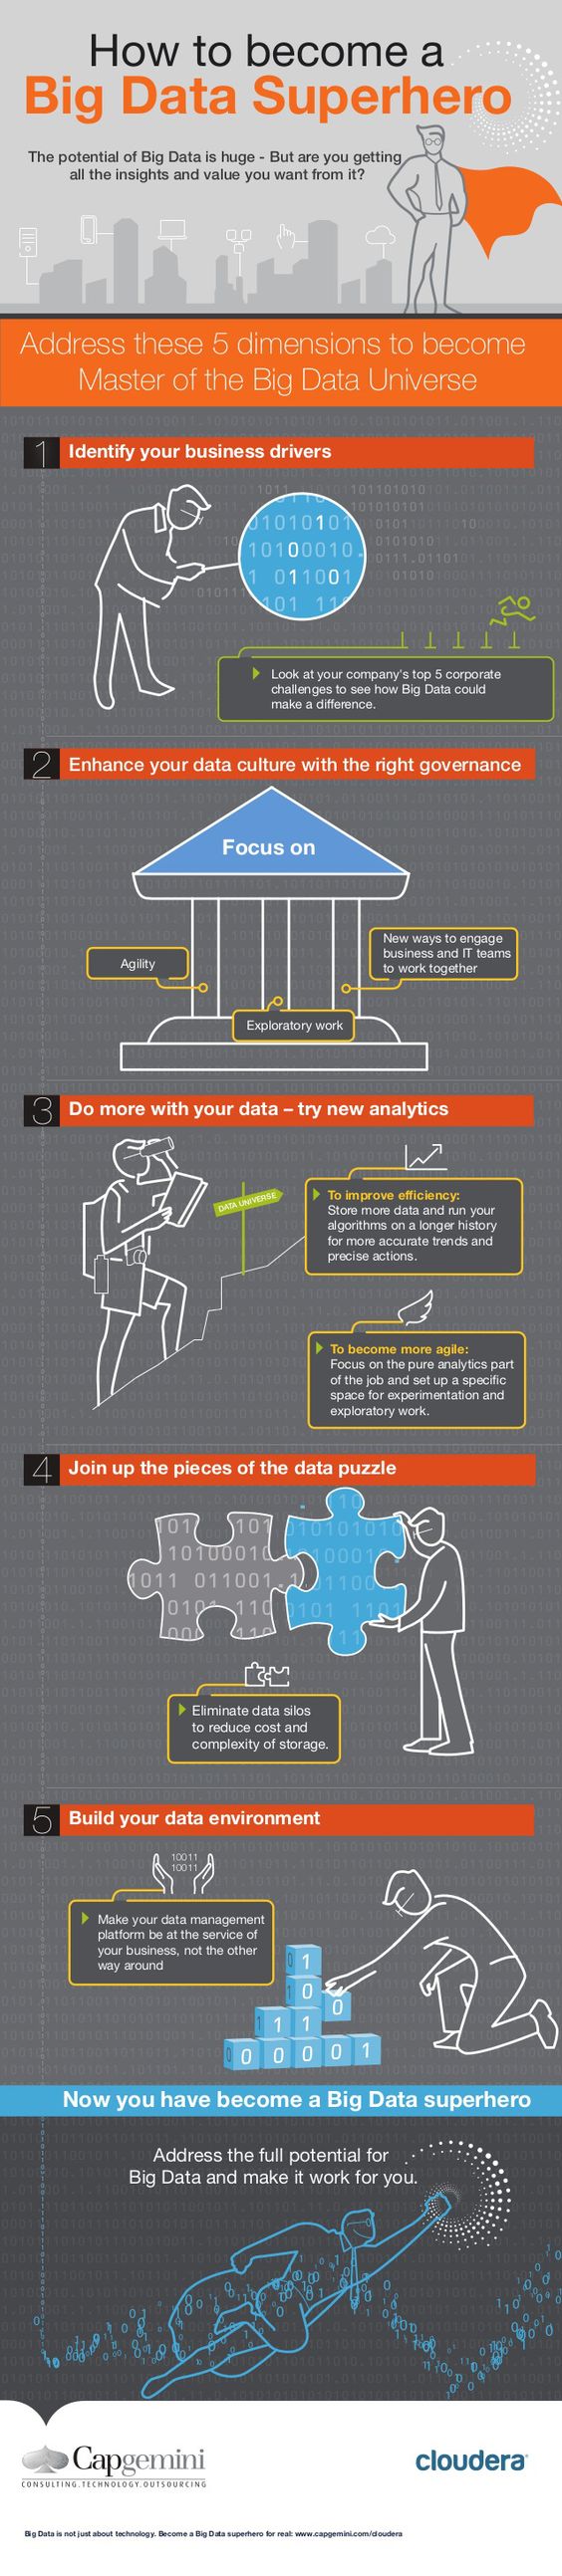 How to become a
Big Data Superhero
The potential of Big Data is huge - But are you getting
all the insights and value you want from it?
Address these 5 dimensions to become
Master of the Big Data Universe
1 Identify your business drivers
Look at your company's top 5 corporate
challenges to see how Big Data could
make a difference.
2 Enhance your data culture with the right governance
Focus on
Agility
New ways to engage
business and IT teams
to work together
Exploratory work
3 Do more with your data – try new analytics
DATA UNIVERSE
To improve efficiency:
Store more data and run your
algorithms on a longer history
for more accurate trends and
precise actions.
To become more agile:
Focus on the pure analytics part
of the job and set up a specific
space for experimentation and
exploratory work.
4 Join up the pieces of the data puzzle
Eliminate data silos
to reduce cost and
complexity of storage.
5 Build your data environment
10011
10011
Make your data management
platform be at the service of
your business, not the other
way around
Now you have become a Big Data superhero
Address the full potential for
Big Data and make it work for you.
Capgemini
CONSULTING.TECHNOLOGY.OUTSOURCING
cloudera
Big Data is not just about technology. Become a Big Data superhero for real: www.capgemini.com/cloudera